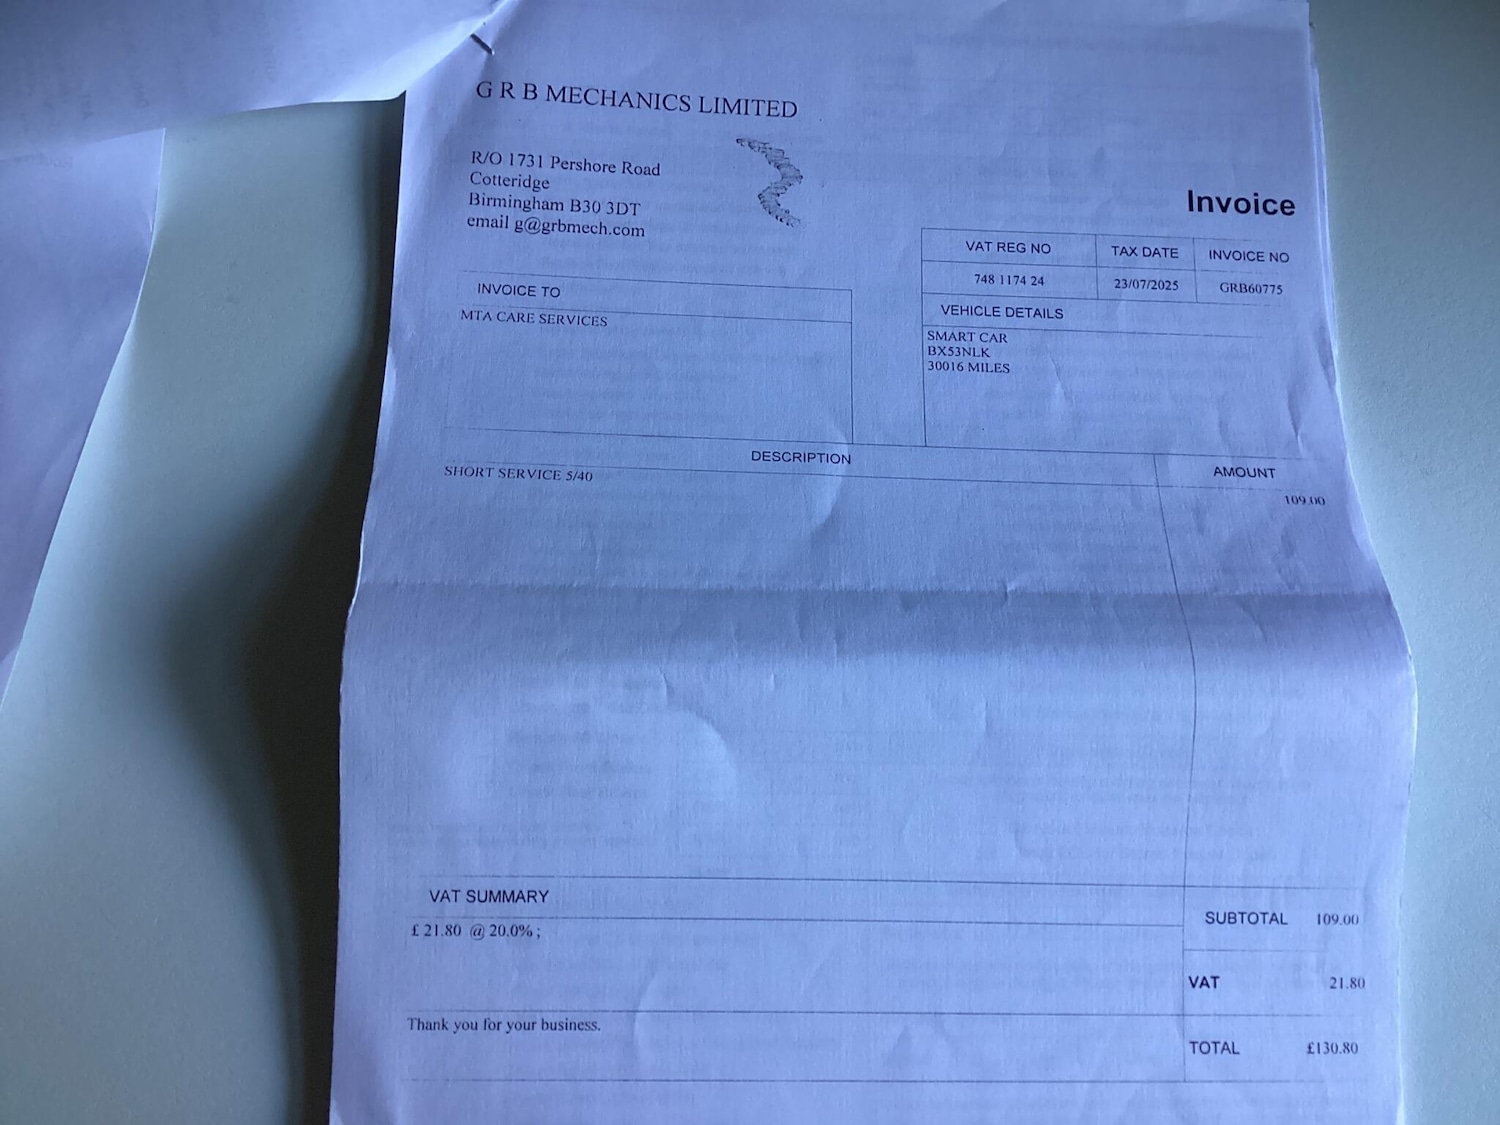 G R B MECHANICS LIMITED
R/O 1731 Pershore Road
Cotteridge
Birmingham B30 3DT
email g@grbmech.com
Invoice
VAT REG NO TAX DATE INVOICE NO
748 1174 24 23/07/2025 GRB60775
INVOICE TO
MTA CARE SERVICES
VEHICLE DETAILS
SMART CAR
BX53NLK
30016 MILES
DESCRIPTION AMOUNT
SHORT SERVICE 5/40 109.00
VAT SUMMARY
£ 21.80 @ 20.0% ;
SUBTOTAL 109.00
VAT 21.80
Thank you for your business.
TOTAL £130.80